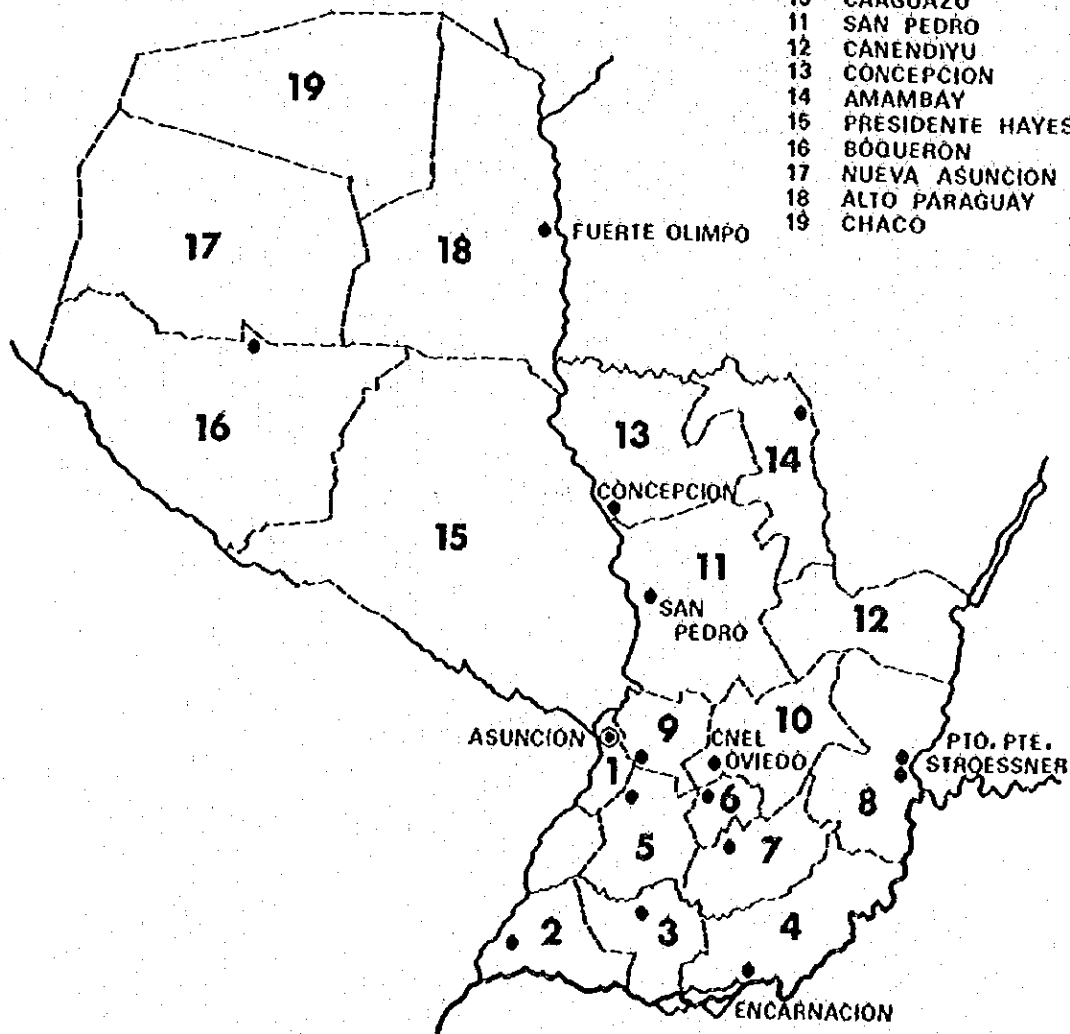 10 CAAGUAZU
11 SAN PEDRO
12 CANENDIYU
13 CONCEPCION
14 AMAMBAY
15 PRESIDENTE HAYES
16 BOQUERON
17 NUEVA ASUNCION
18 ALTO PARAGUAY
19 CHACO
19
17
18
FUERTE OLIMPO
16
13
14
CONCEPCION
15
11
SAN
PEDRO
12
ASUNCION
9
10
CNEL
OVIEDO
PTO. PTE.
STROESSNER
1
6
8
5
7
2
3
4
ENCARNACION